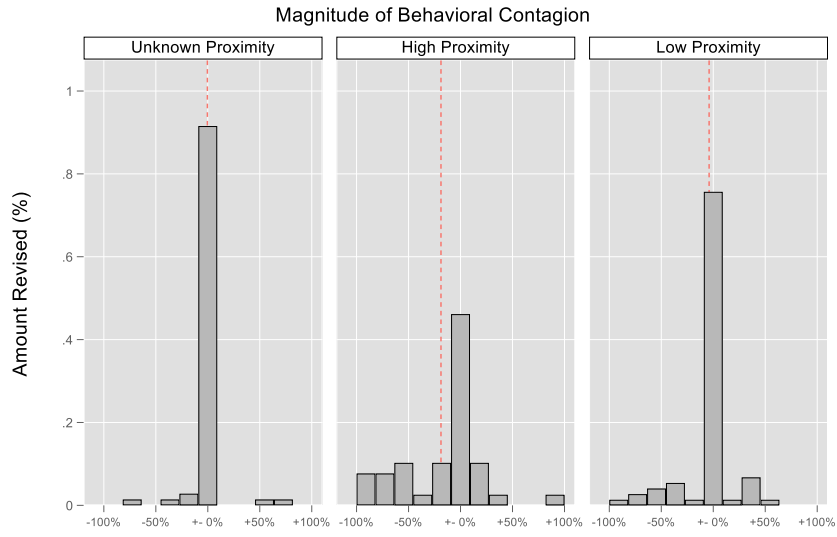 Magnitude of Behavioral Contagion
Unknown Proximity
High Proximity
Low Proximity
Amount Revised (%)
1
.8
.6
.4
.2
0
-100% -50% +- 0% +50% +100%
-100% -50% +- 0% +50% +100%
-100% -50% +- 0% +50% +100%